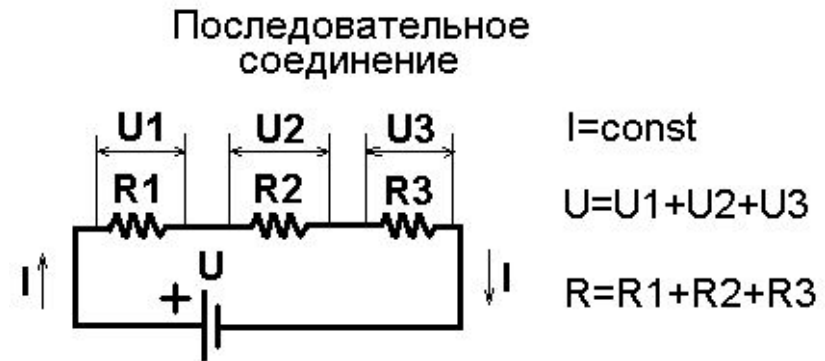 Последовательное
соединение
U1 U2 U3
R1 R2 R3
I + U I
I=const
U=U1+U2+U3
R=R1+R2+R3